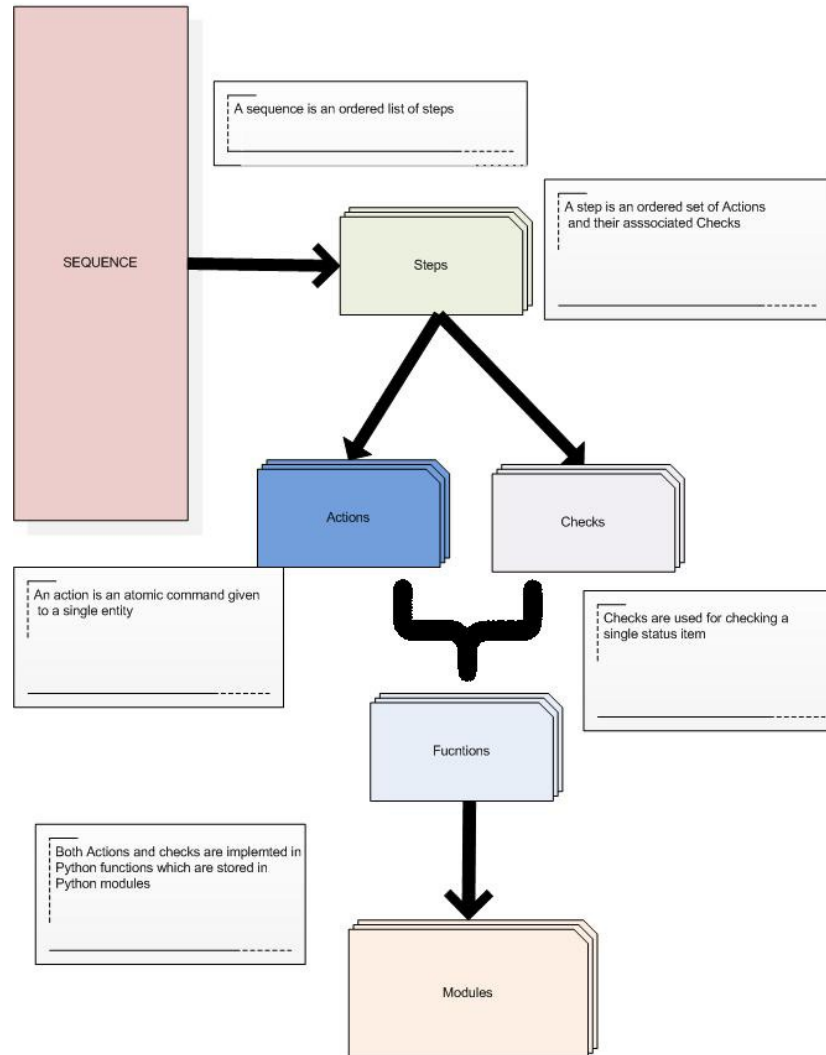 A sequence is an ordered list of steps
A step is an ordered set of Actions
and their asssociated Checks
SEQUENCE
Steps
Actions
Checks
An action is an atomic command given
to a single entity
Checks are used for checking a
single status item
Fucntions
Both Actions and checks are implemted in
Python functions which are stored in
Python modules
Modules